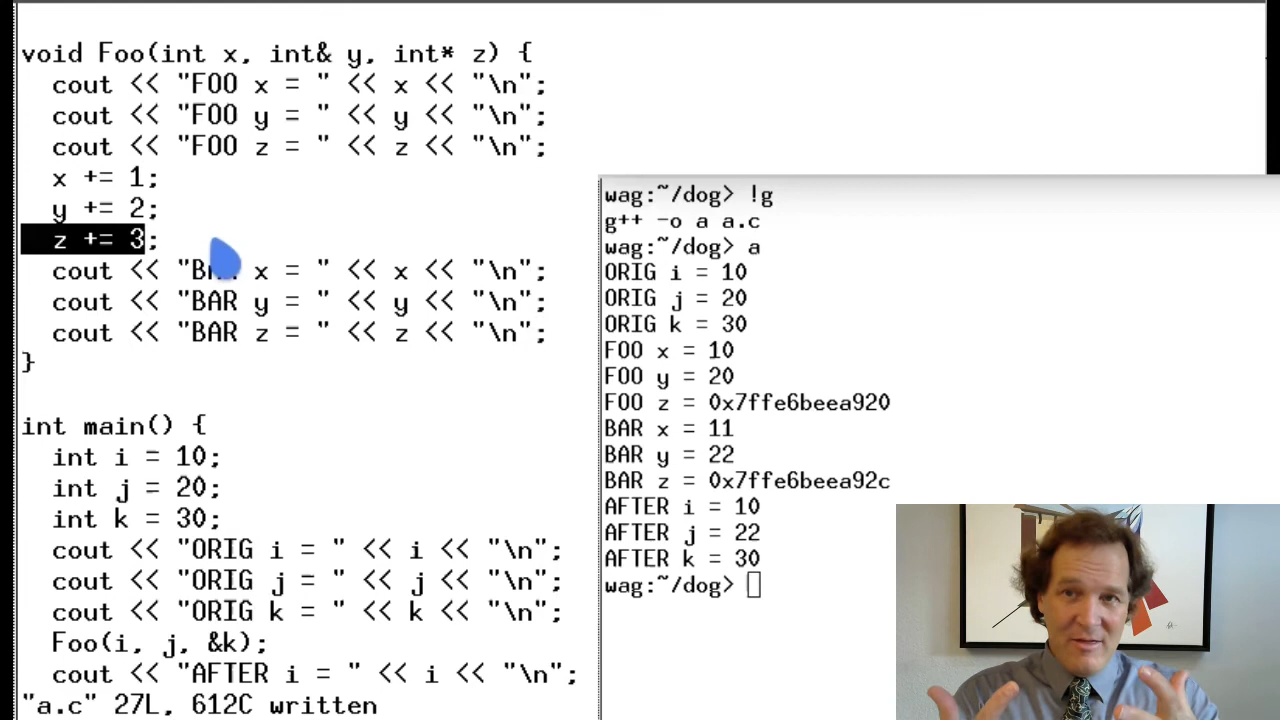 void Foo(int x, int& y, int* z) {
cout << "FOO x = " << x << "\n";
cout << "FOO y = " << y << "\n";
cout << "FOO z = " << z << "\n";
x += 1;
y += 2;
z += 3;
cout << "BAR x = " << x << "\n";
cout << "BAR y = " << y << "\n";
cout << "BAR z = " << z << "\n";
}
int main() {
int i = 10;
int j = 20;
int k = 30;
cout << "ORIG i = " << i << "\n";
cout << "ORIG j = " << j << "\n";
cout << "ORIG k = " << k << "\n";
Foo(i, j, &k);
cout << "AFTER i = " << i << "\n";
"a.c" 27L, 612C written
wag:~/dog> !g
g++ -o a a.c
wag:~/dog> a
ORIG i = 10
ORIG j = 20
ORIG k = 30
FOO x = 10
FOO y = 20
FOO z = 0x7ffe6beea920
BAR x = 11
BAR y = 22
BAR z = 0x7ffe6beea92c
AFTER i = 10
AFTER j = 22
AFTER k = 30
wag:~/dog>